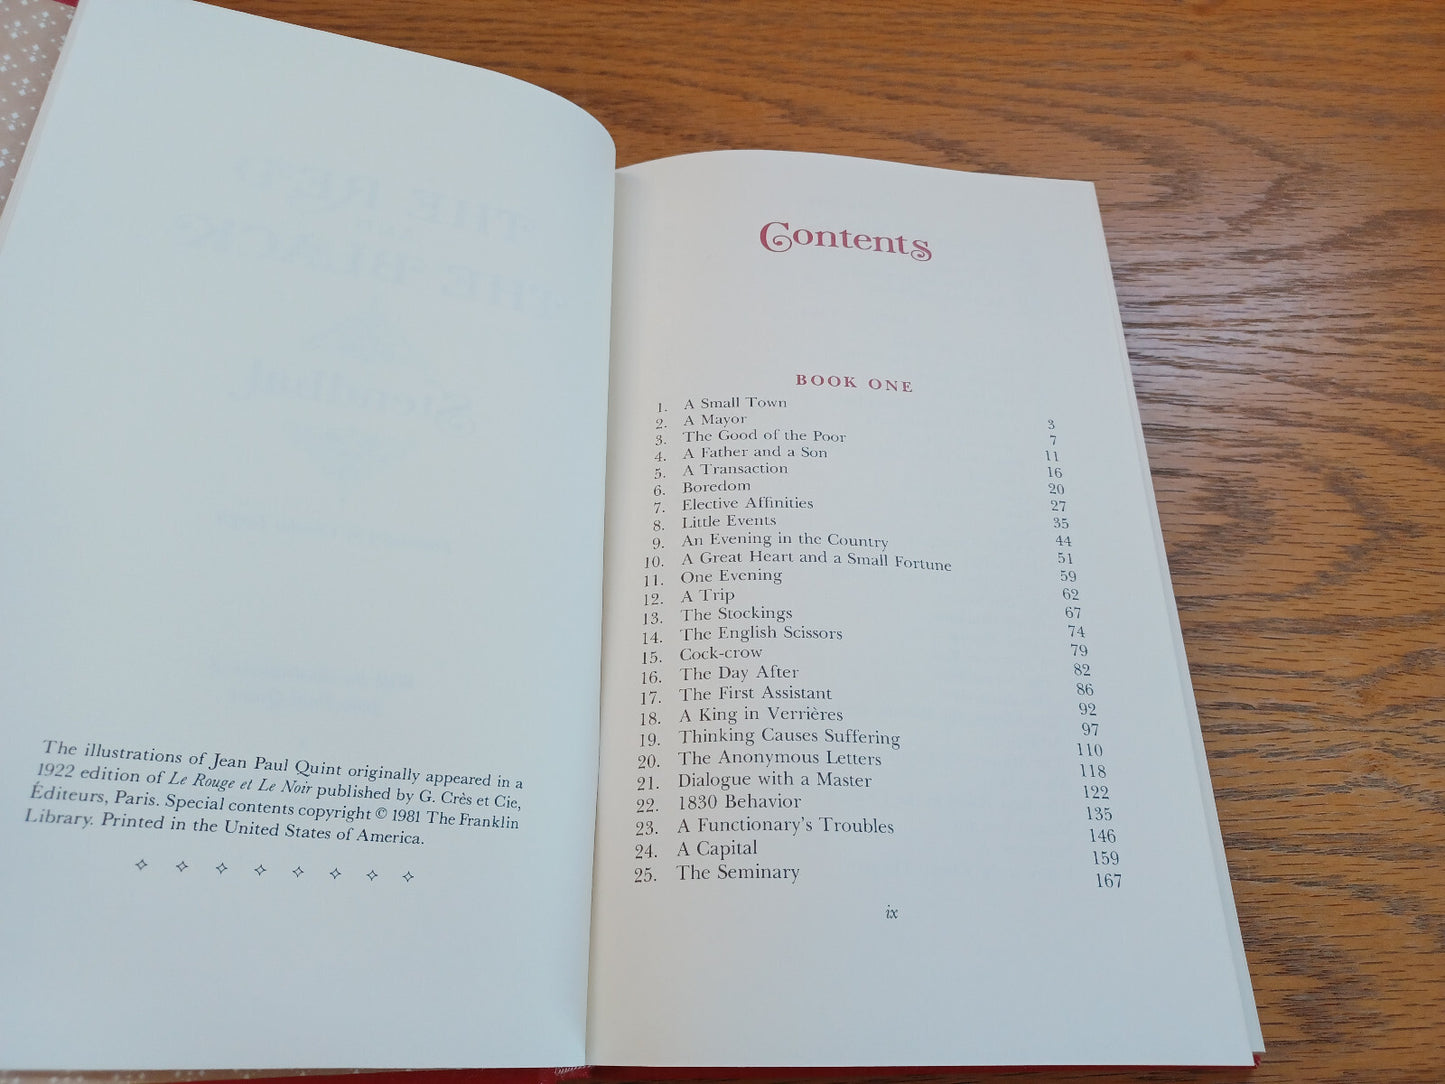 The illustrations of Jean Paul Quint originally appeared in a
1922 edition of Le Rouge et Le Noir published by G. Crès et Cie,
Éditeurs, Paris. Special contents copyright © 1981 The Franklin
Library. Printed in the United States of America.
Contents
BOOK ONE
1. A Small Town 3
2. A Mayor 7
3. The Good of the Poor 11
4. A Father and a Son 16
5. A Transaction 20
6. Boredom 27
7. Elective Affinities 35
8. Little Events 44
9. An Evening in the Country 51
10. A Great Heart and a Small Fortune 59
11. One Evening 62
12. A Trip 67
13. The Stockings 74
14. The English Scissors 79
15. Cock-crow 82
16. The Day After 86
17. The First Assistant 92
18. A King in Verrières 97
19. Thinking Causes Suffering 110
20. The Anonymous Letters 118
21. Dialogue with a Master 122
22. 1830 Behavior 135
23. A Functionary's Troubles 146
24. A Capital 159
25. The Seminary 167
ix